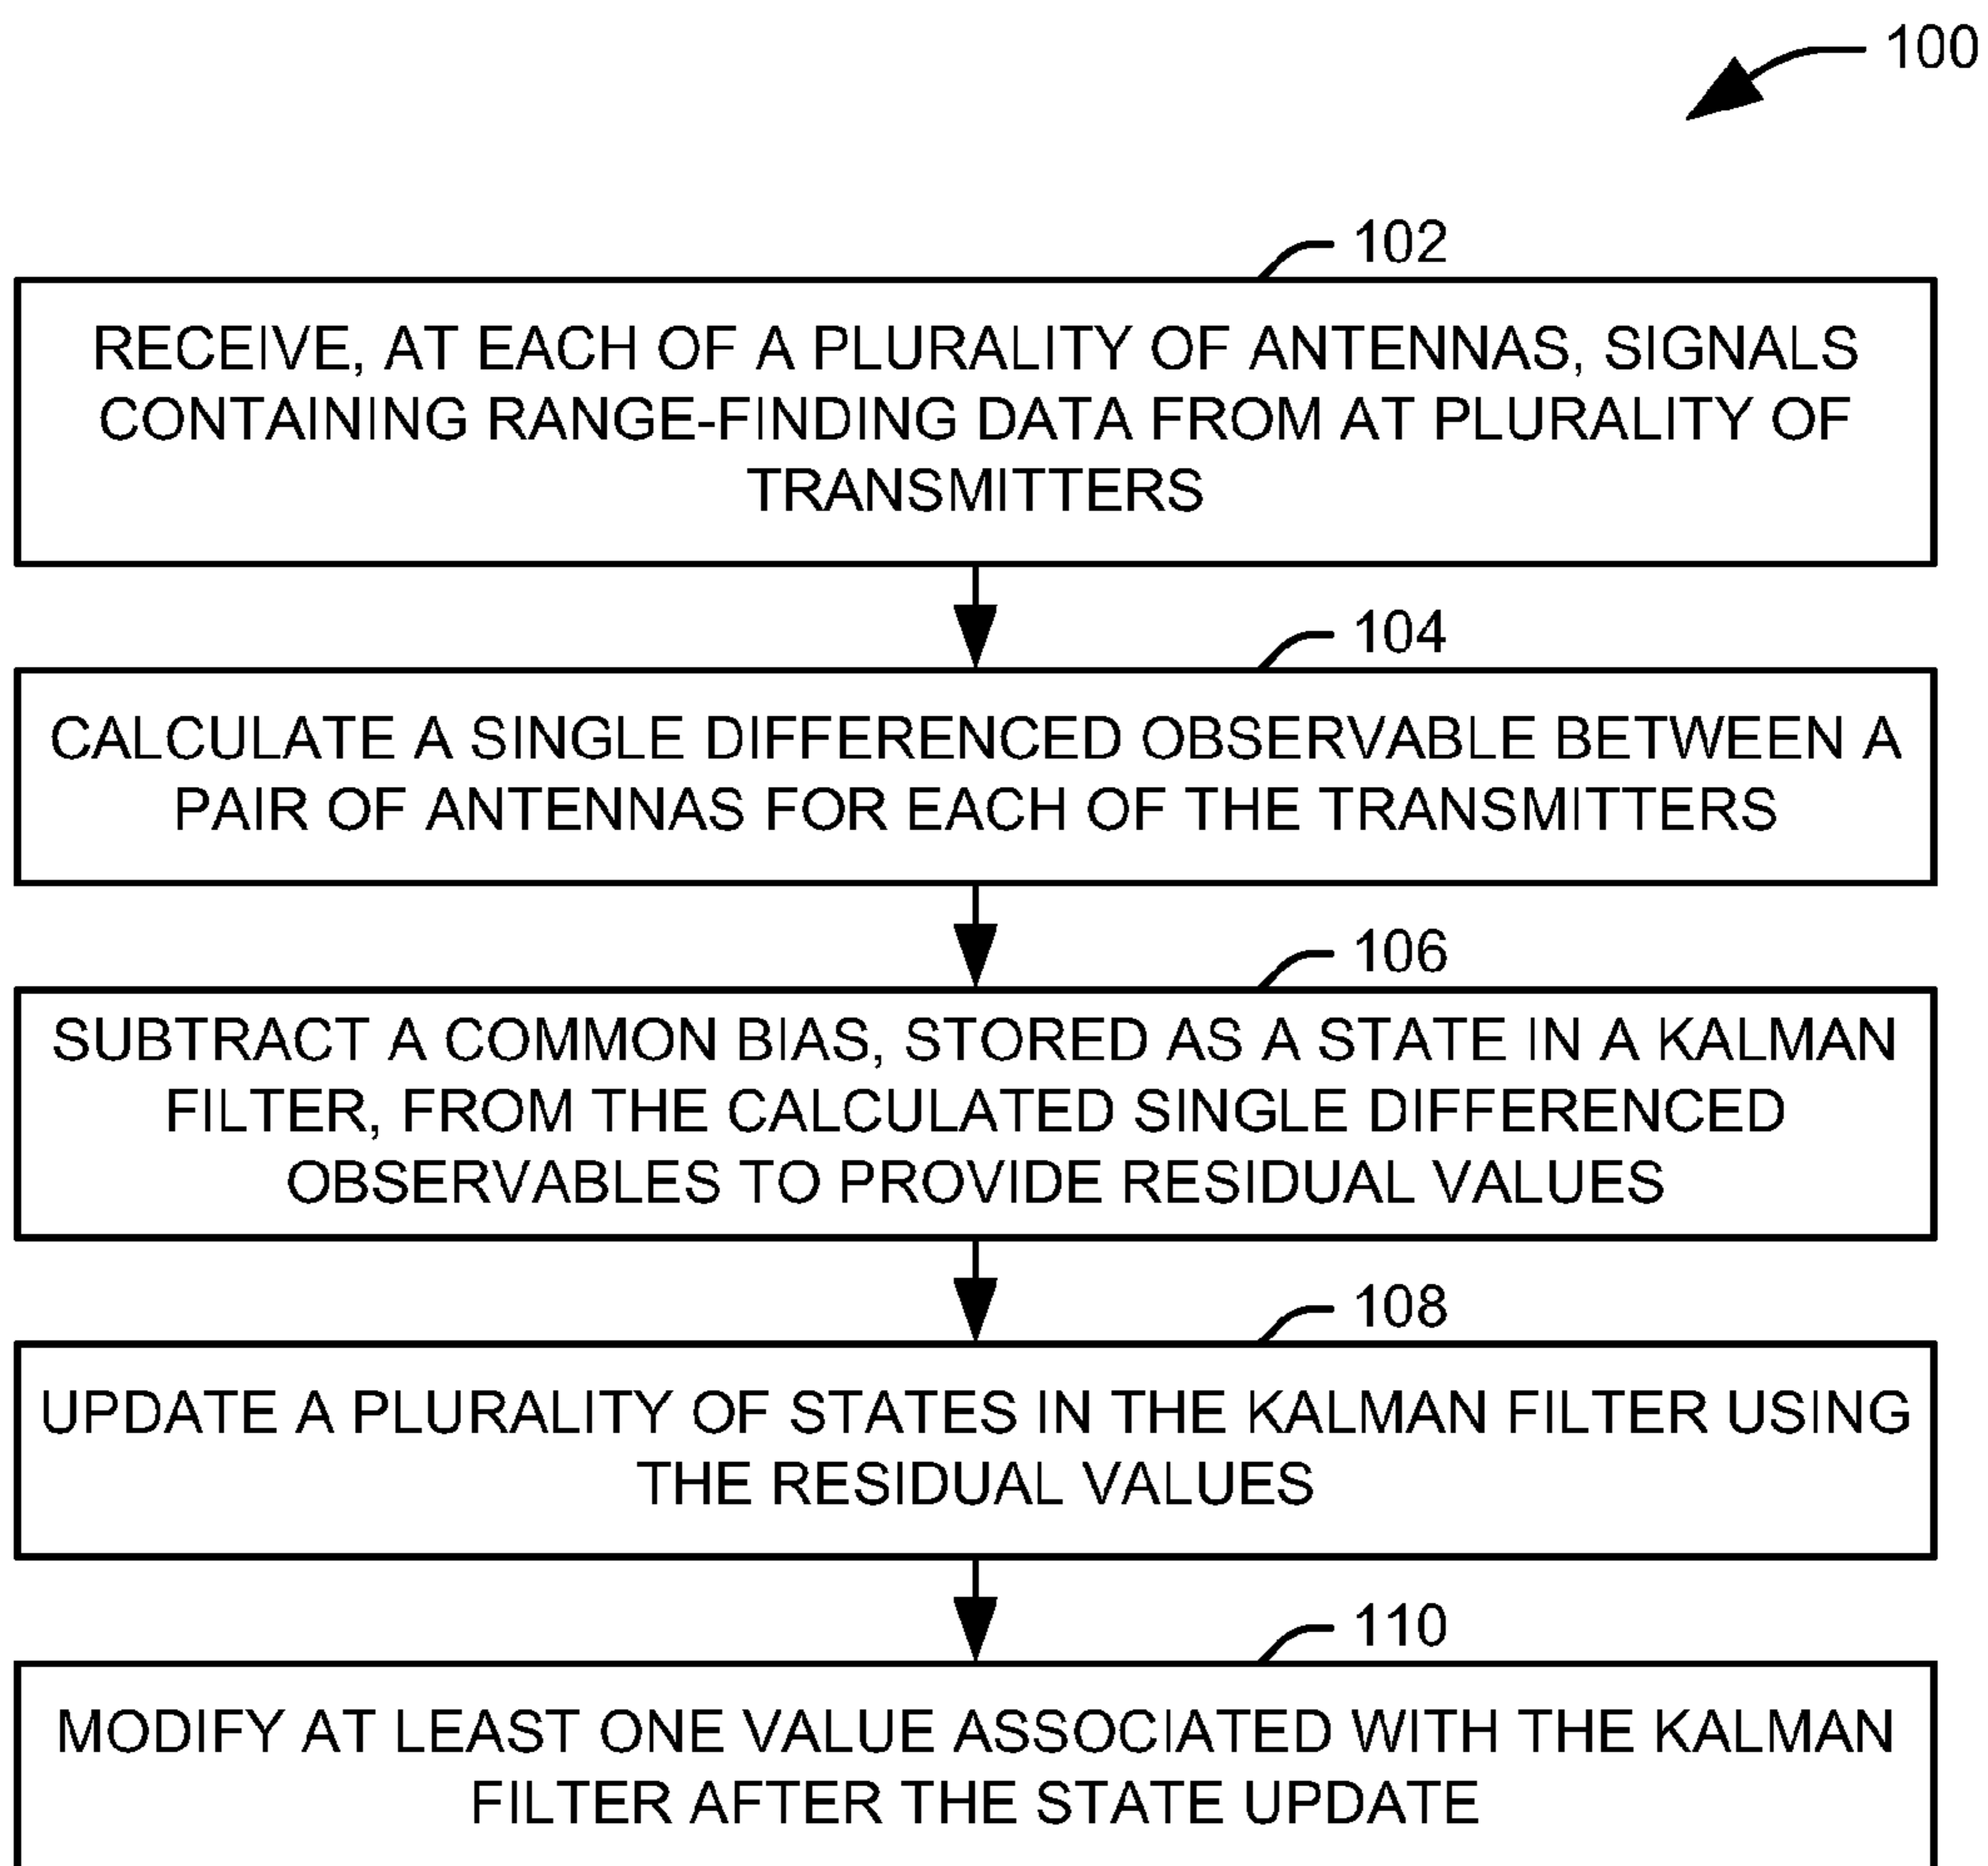 100
102
RECEIVE, AT EACH OF A PLURALITY OF ANTENNAS, SIGNALS
CONTAINING RANGE-FINDING DATA FROM AT PLURALITY OF
TRANSMITTERS
104
CALCULATE A SINGLE DIFFERENCED OBSERVABLE BETWEEN A
PAIR OF ANTENNAS FOR EACH OF THE TRANSMITTERS
106
SUBTRACT A COMMON BIAS, STORED AS A STATE IN A KALMAN
FILTER, FROM THE CALCULATED SINGLE DIFFERENCED
OBSERVABLES TO PROVIDE RESIDUAL VALUES
108
UPDATE A PLURALITY OF STATES IN THE KALMAN FILTER USING
THE RESIDUAL VALUES
110
MODIFY AT LEAST ONE VALUE ASSOCIATED WITH THE KALMAN
FILTER AFTER THE STATE UPDATE